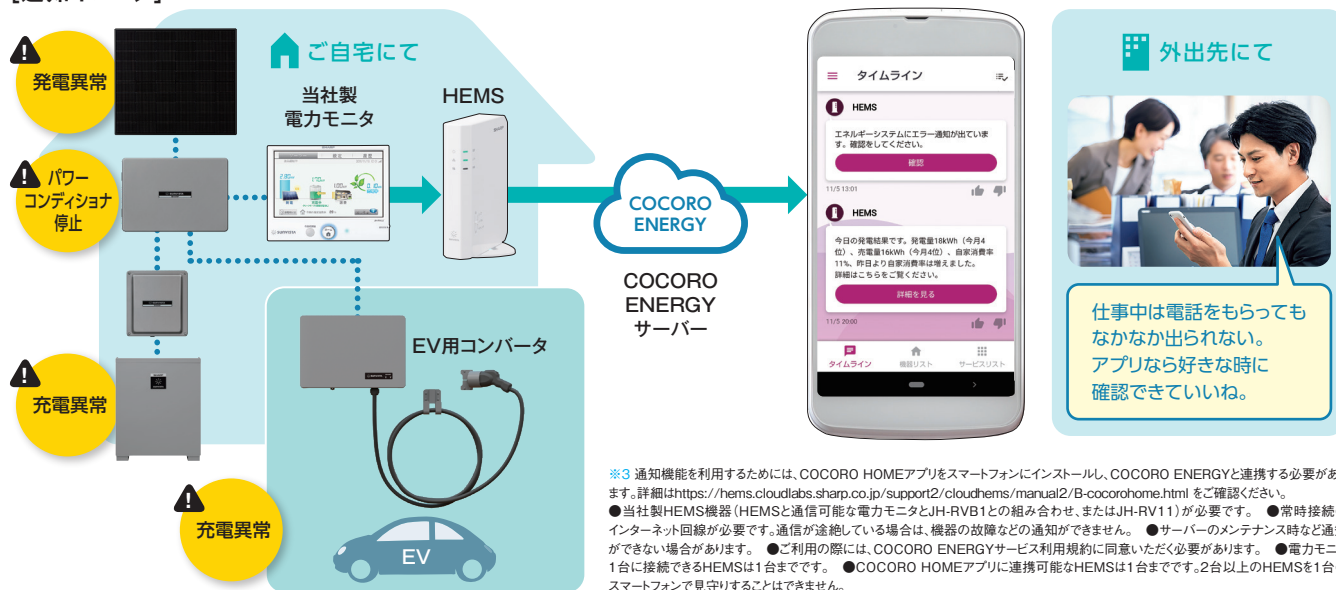 発電異常
ご自宅にて
当社製
電力モニタ
HEMS
パワー
コンディショナ
停止
充電異常
EV用コンバータ
充電異常
EV
COCORO
ENERGY
COCORO
ENERGY
サーバー
タイムライン
HEMS
エネルギーシステムにエラー通知が出ていま
す。確認をしてください。
確認
11/5 13:01
HEMS
今日の発電結果です。発電量18kWh（今月4
位）、売電量16kWh（今月4位）、自家消費率
11%、昨日より自家消費率は増えました。
詳細はこちらをご覧ください。
詳細を見る
11/5 20:00
タイムライン 機器リスト サービスリスト
外出先にて
仕事中は電話をもらっても
なかなか出られない。
アプリなら好きな時に
確認できていいね。
※3 通知機能を利用するためには、COCORO HOMEアプリをスマートフォンにインストールし、COCORO ENERGYと連携する必要があ
ます。詳細はhttps://hems.cloudlabs.sharp.co.jp/support2/cloudhems/manual2/B-cocorohome.html をご確認ください。
●当社製HEMS機器（HEMSと通信可能な電力モニタとJH-RVB1との組み合わせ、またはJH-RV11）が必要です。 ●常時接続
インターネット回線が必要です。通信が途絶している場合は、機器の故障などの通知ができません。 ●サーバーのメンテナンス時など通
ができない場合があります。 ●ご利用の際には、COCORO ENERGYサービス利用規約に同意いただく必要があります。 ●電力モニ
1台に接続できるHEMSは1台までです。 ●COCORO HOMEアプリに連携可能なHEMSは1台までです。2台以上のHEMSを1台
スマートフォンで見守りすることはできません。